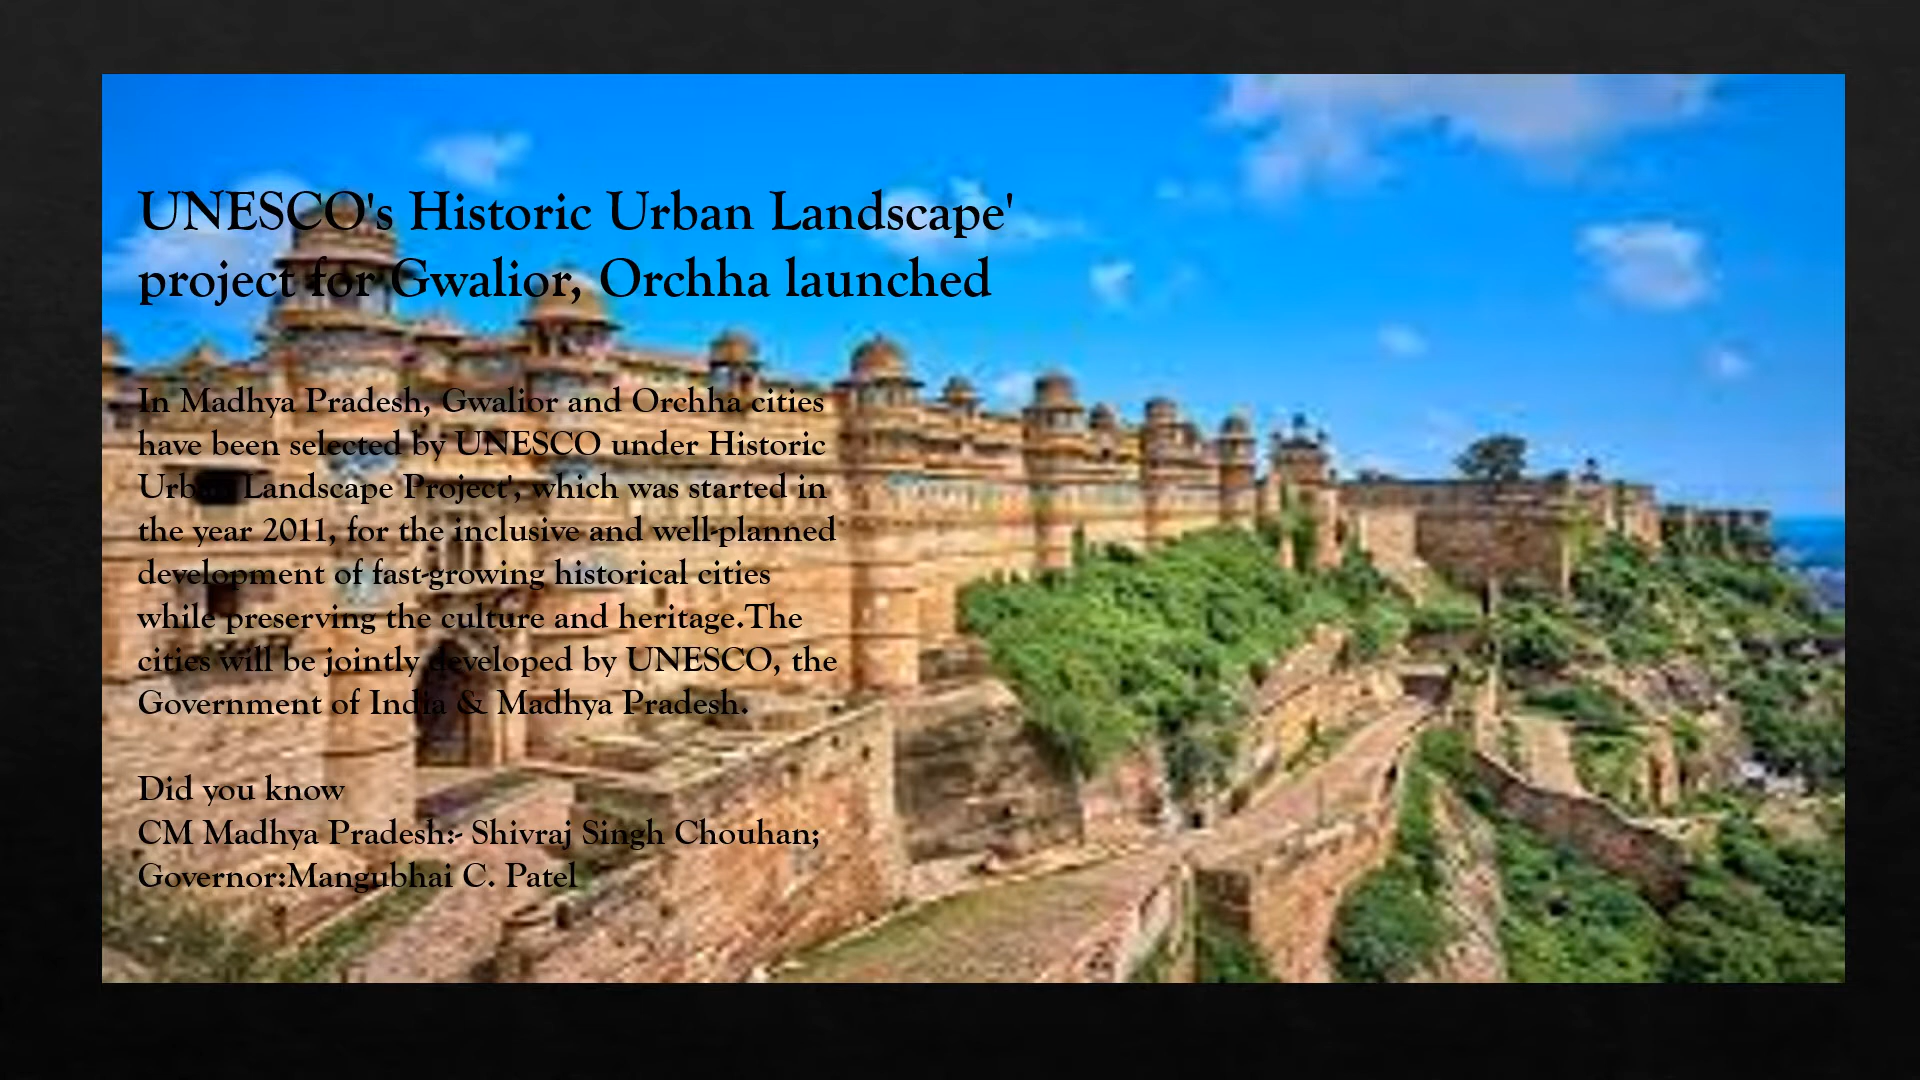 UNESCO's Historic Urban Landscape'
project for Gwalior, Orchha launched
In Madhya Pradesh, Gwalior and Orchha cities
have been selected by UNESCO under Historic
Urban Landscape Project', which was started in
the year 2011, for the inclusive and well-planned
development of fast-growing historical cities
while preserving the culture and heritage.The
cities will be jointly developed by UNESCO, the
Government of India & Madhya Pradesh.
Did you know
CM Madhya Pradesh:- Shivraj Singh Chouhan;
Governor:Mangubhai C. Patel